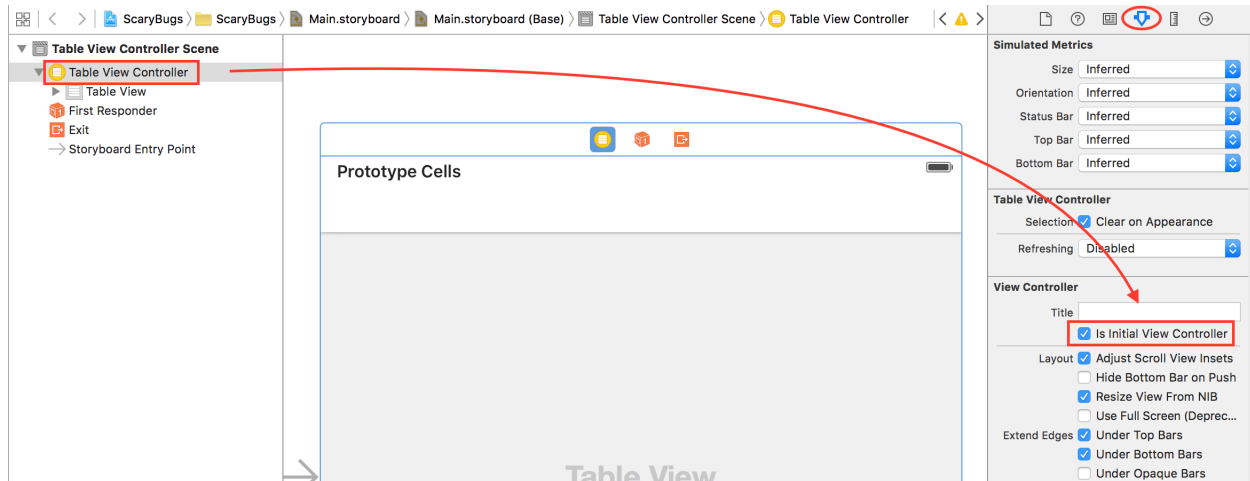 ScaryBugs ScaryBugs Main.storyboard Main.storyboard (Base) Table View Controller Scene Table View Controller
Table View Controller Scene
Table View Controller
Table View
First Responder
Exit
Storyboard Entry Point
Prototype Cells
Table View
Simulated Metrics
Size Inferred
Orientation Inferred
Status Bar Inferred
Top Bar Inferred
Bottom Bar Inferred
Table View Controller
Selection Clear on Appearance
Refreshing Disabled
View Controller
Title
Is Initial View Controller
Layout Adjust Scroll View Insets
Hide Bottom Bar on Push
Resize View From NIB
Use Full Screen (Deprec...
Extend Edges Under Top Bars
Under Bottom Bars
Under Opaque Bars